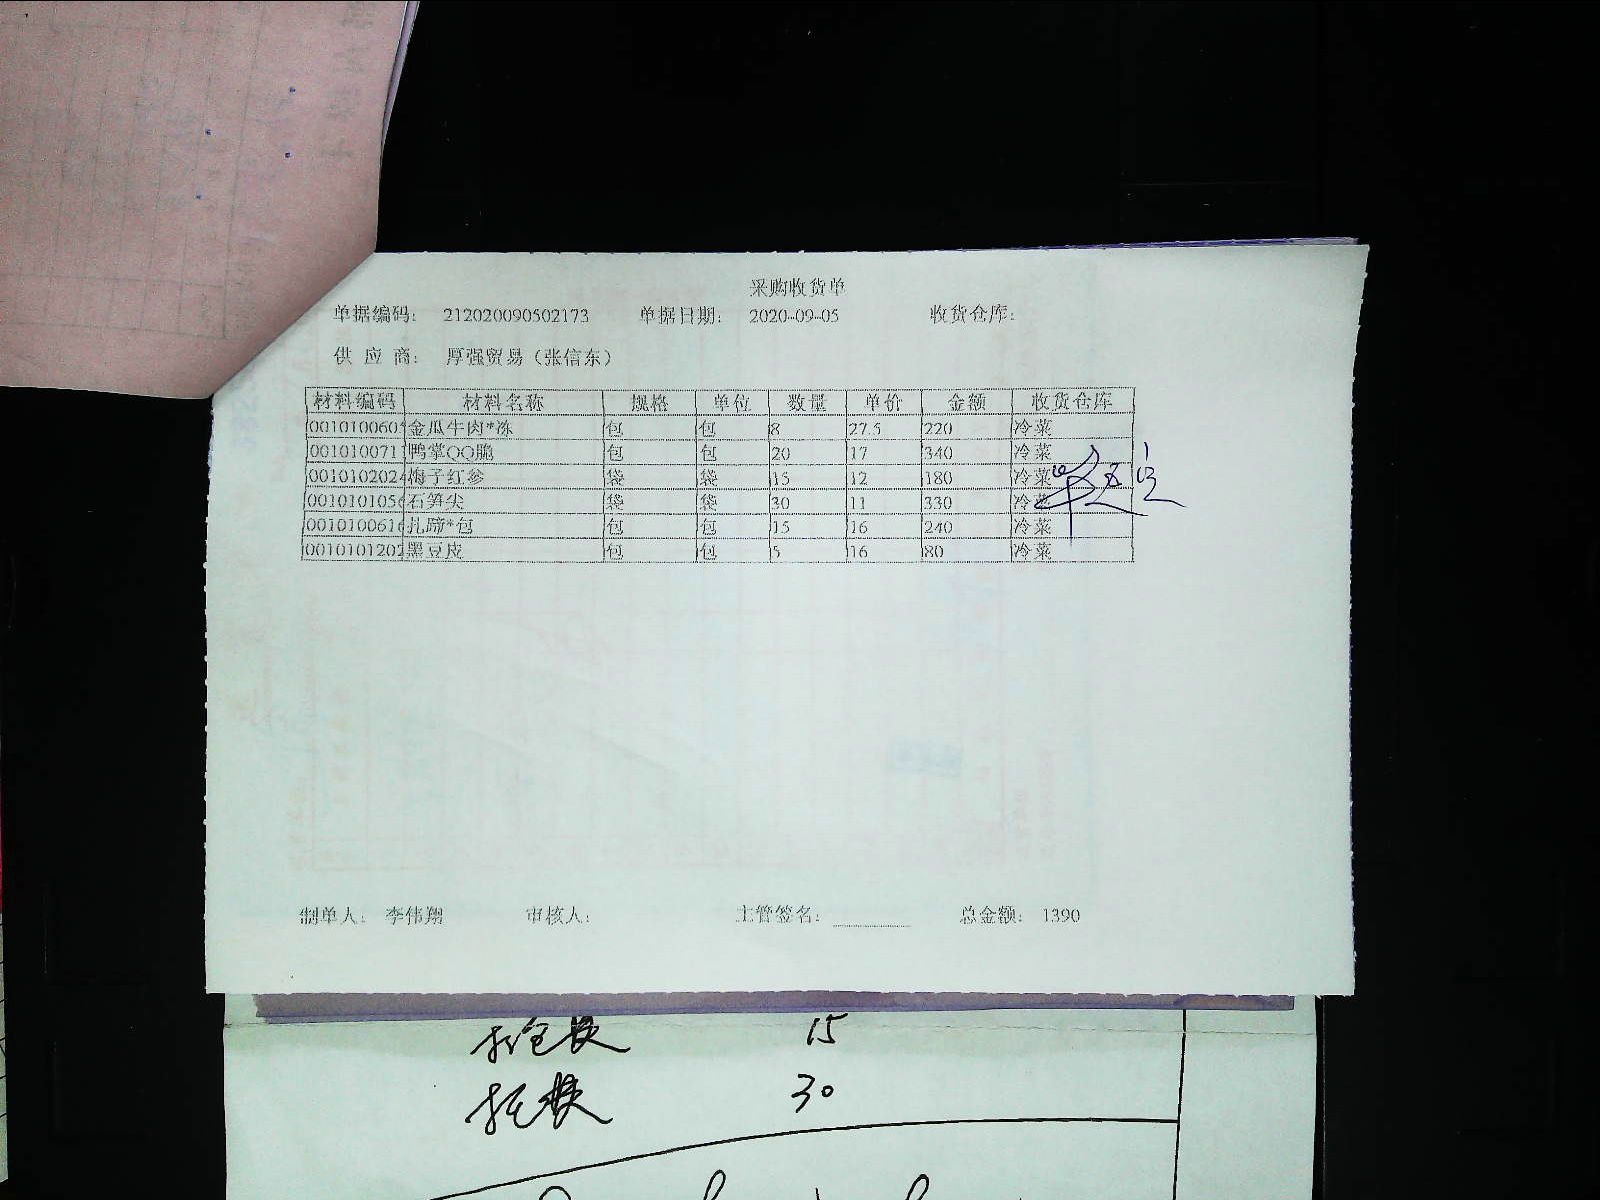 采购收货单
单据编码： 212020090502173 单据日期： 2020-09-05 收货仓库：
供 应 商： 厚强贸易（张信东）
材料编码 材料名称 规格 单位 数量 单价 金额 收货仓库
001010060 金瓜牛肉*冻 包 包 8 27.5 220 冷菜
001010071 鸭掌QQ脆 包 包 20 17 340 冷菜
001010202 梅子红参 袋 袋 15 12 180 冷菜
001010105 石笋尖 袋 袋 30 11 330 冷菜
001010061 扎蹄*包 包 包 15 16 240 冷菜
001010120 黑豆皮 包 包 5 16 80 冷菜
制单人： 李伟翔 审核人： 主管签名： 总金额： 1390
15
30